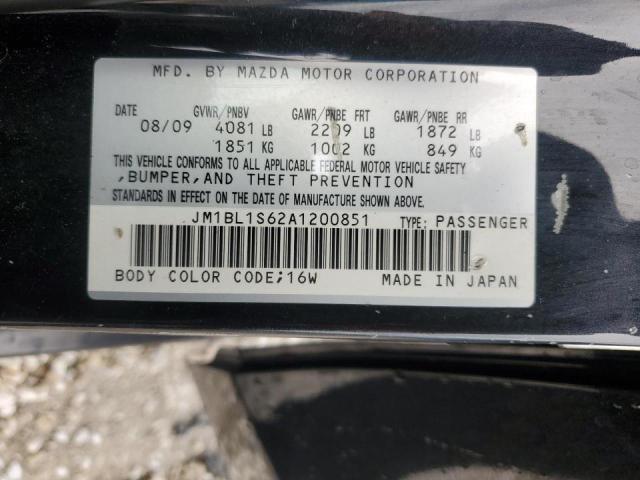 MFD. BY MAZDA MOTOR CORPORATION
DATE GVWR/PNBV GAWR/PNBE FRT GAWR/PNBE RR
08/09 4081 LB 2209 LB 1872 LB
1851 KG 1002 KG 849 KG
THIS VEHICLE CONFORMS TO ALL APPLICABLE FEDERAL MOTOR VEHICLE SAFETY
,BUMPER,AND THEFT PREVENTION
STANDARDS IN EFFECT ON THE DATE OF MANUFACTURE SHOWN ABOVE.
JM1BL1S62A1200851 TYPE: PASSENGER
BODY COLOR CODE;16W MADE IN JAPAN